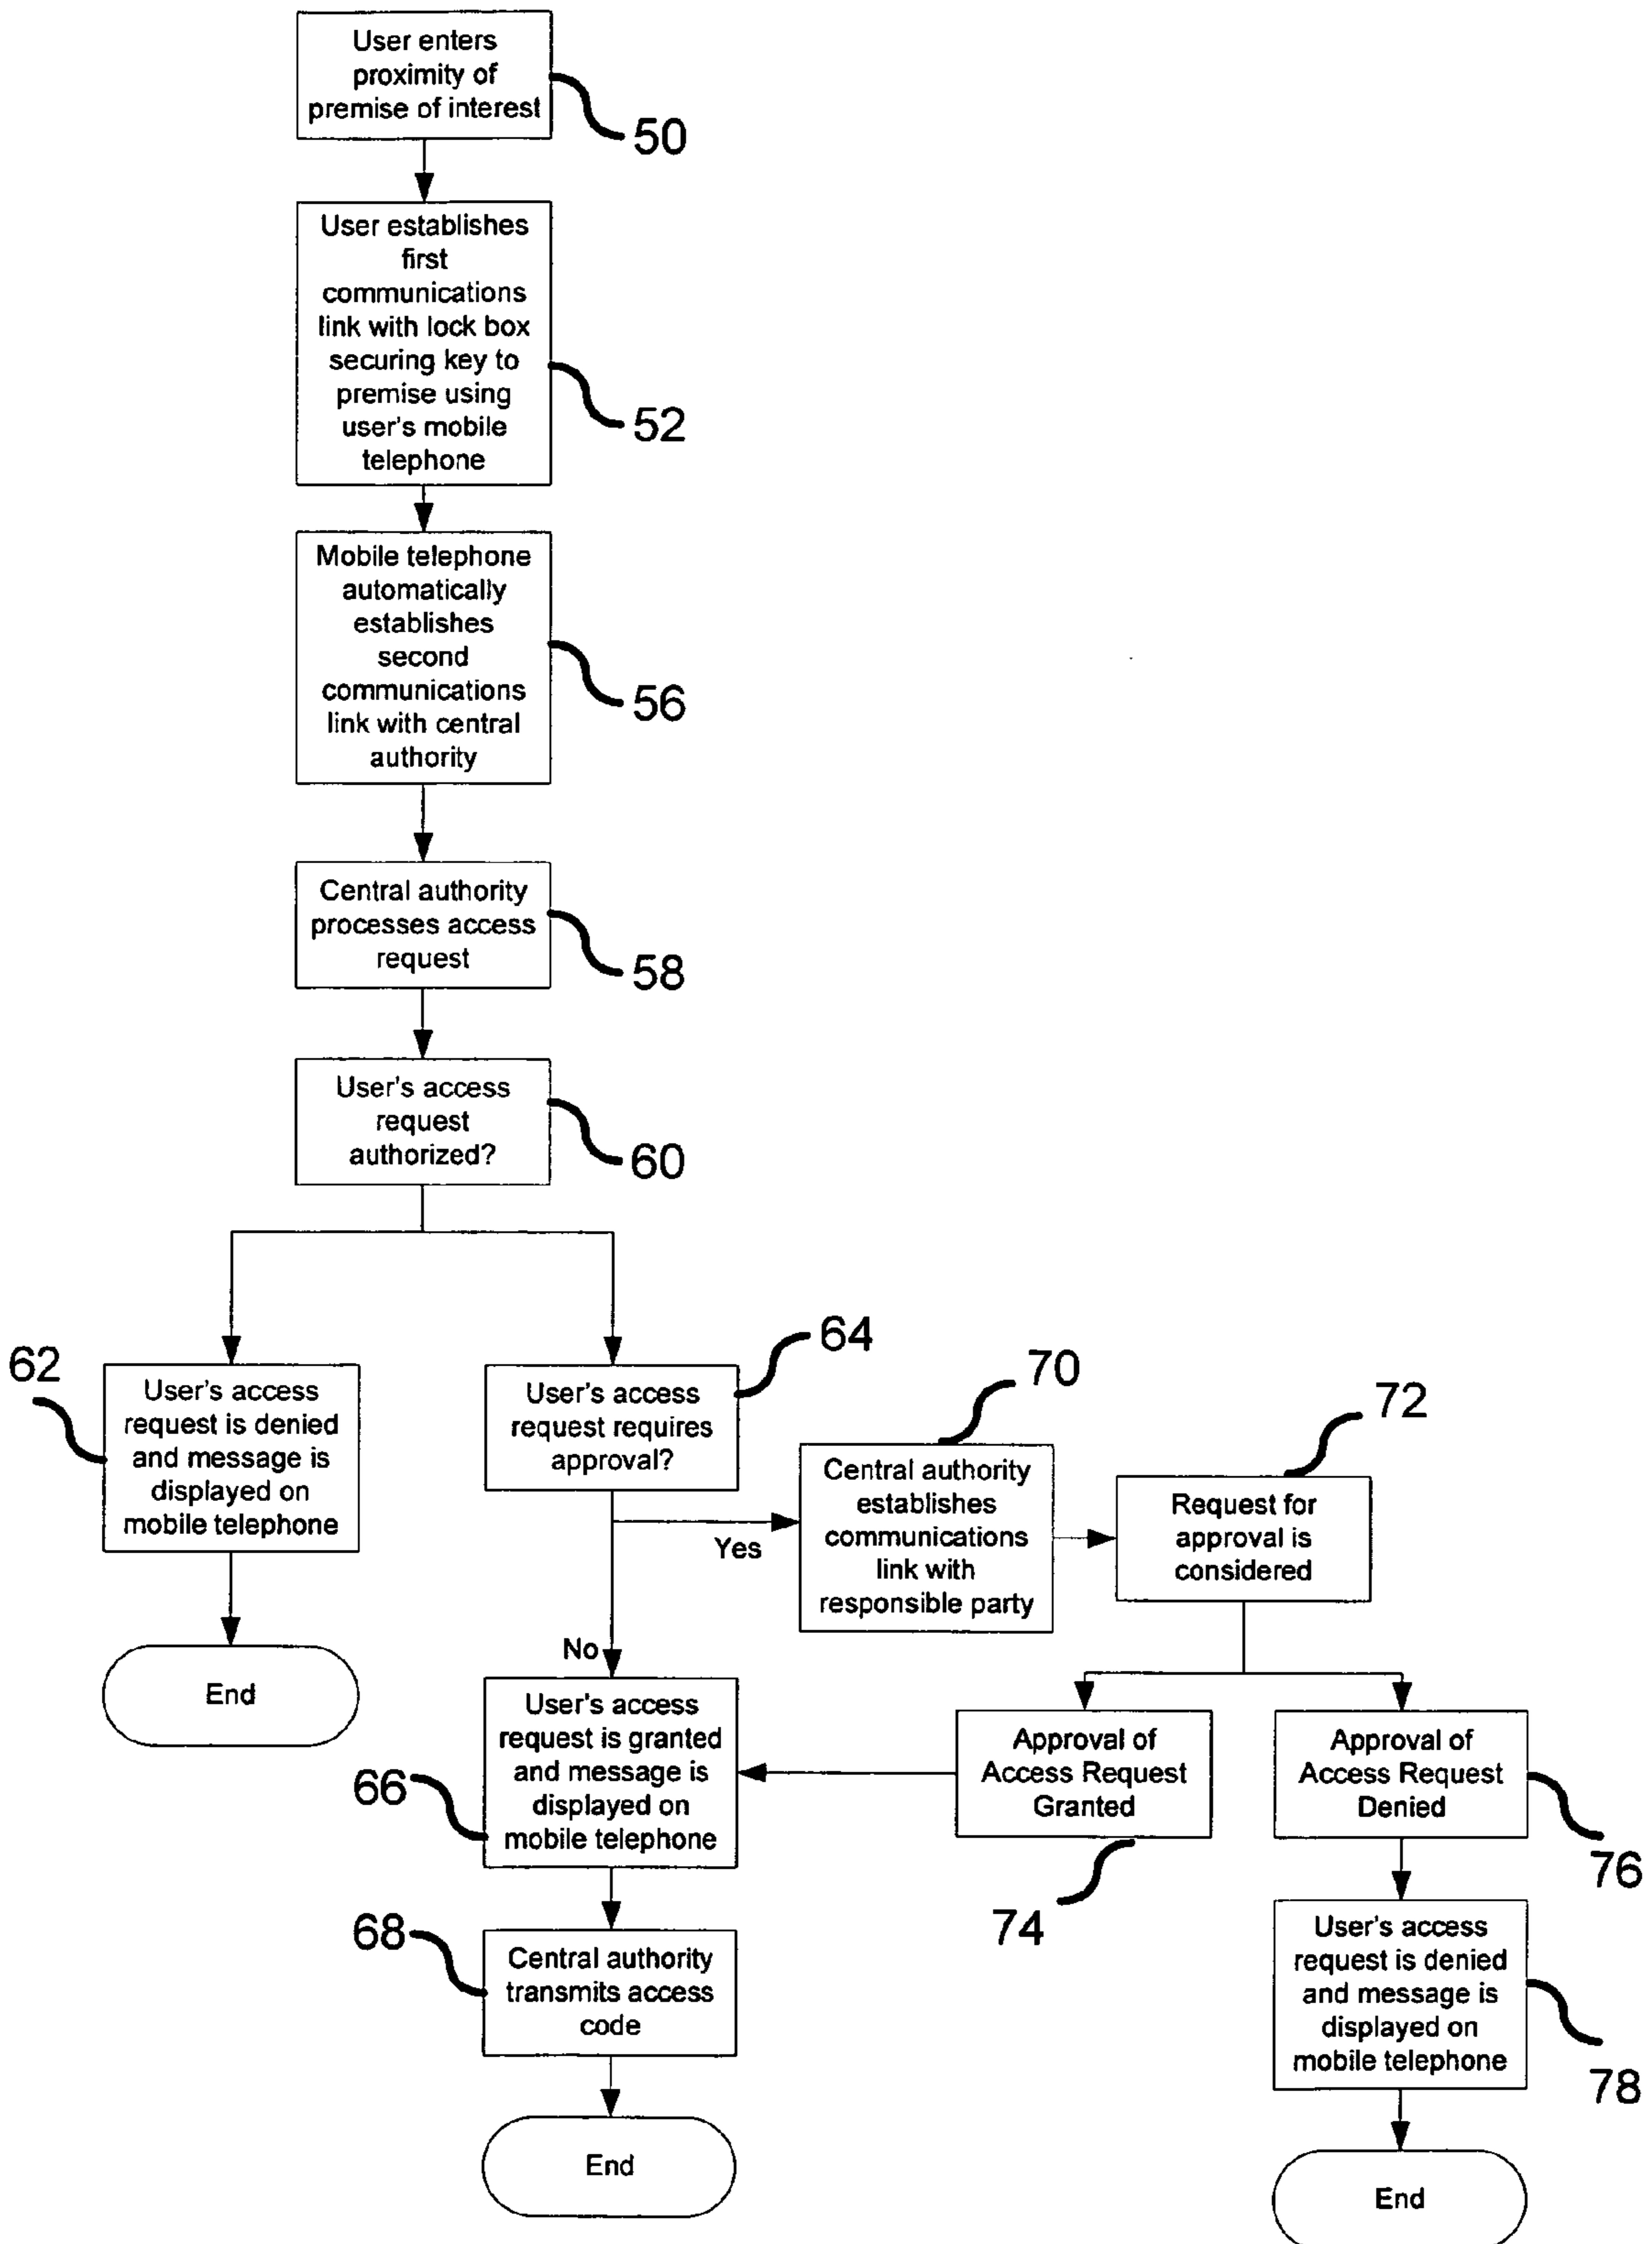 User enters
proximity of
premise of interest
50
User establishes
first
communications
link with lock box
securing key to
premise using
user's mobile
telephone
52
Mobile telephone
automatically
establishes
second
communications
link with central
authority
56
Central authority
processes access
request
58
User's access
request
authorized?
60
62
User's access
request is denied
and message is
displayed on
mobile telephone
End
64
User's access
request requires
approval?
Yes
No
70
Central authority
establishes
communications
link with
responsible party
72
Request for
approval is
considered
66
User's access
request is granted
and message is
displayed on
mobile telephone
Approval of
Access Request
Granted
74
Approval of
Access Request
Denied
76
68
Central authority
transmits access
code
End
User's access
request is denied
and message is
displayed on
mobile telephone
78
End